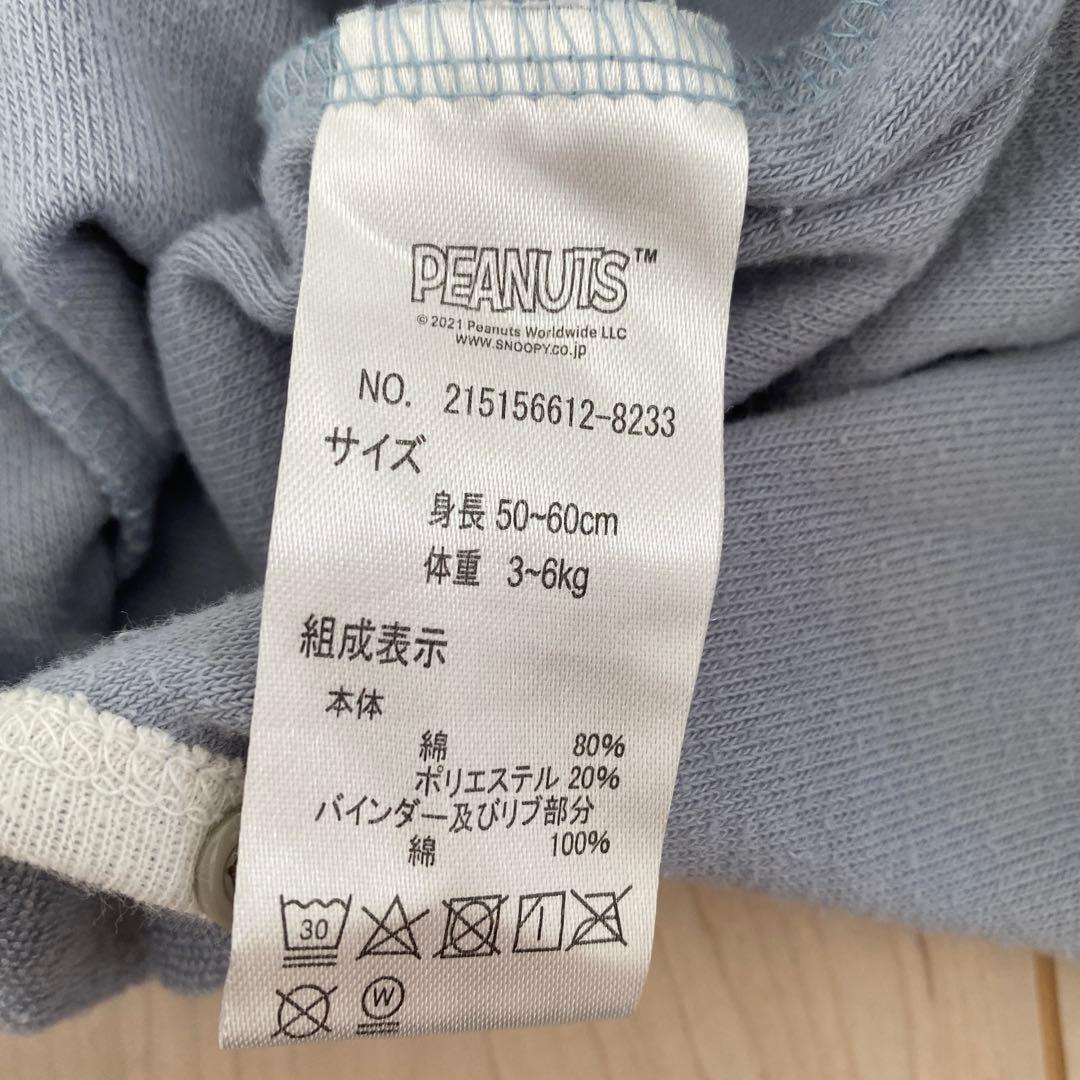 PEANUTS™
© 2021 Peanuts Worldwide LLC
WWW.SNOOPY.CO.jp
NO. 215156612-8233
サイズ
身長 50~60cm
体重 3~6kg
組成表示
本体
綿 80%
ポリエステル 20%
バインダー及びリブ部分
綿 100%
30
W